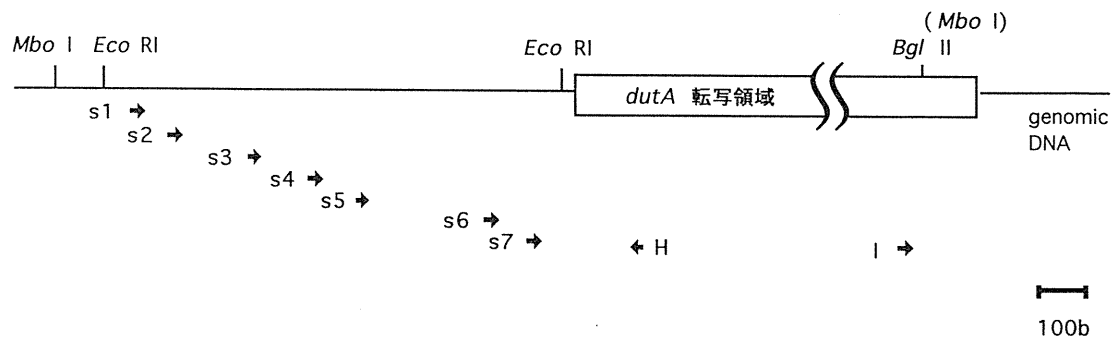 (Mbo I)
Mbo I Eco RI Eco RI Bgl II
dutA 転写領域
genomic
DNA
s1
s2
s3
s4
s5
s6
s7
H
I
100b